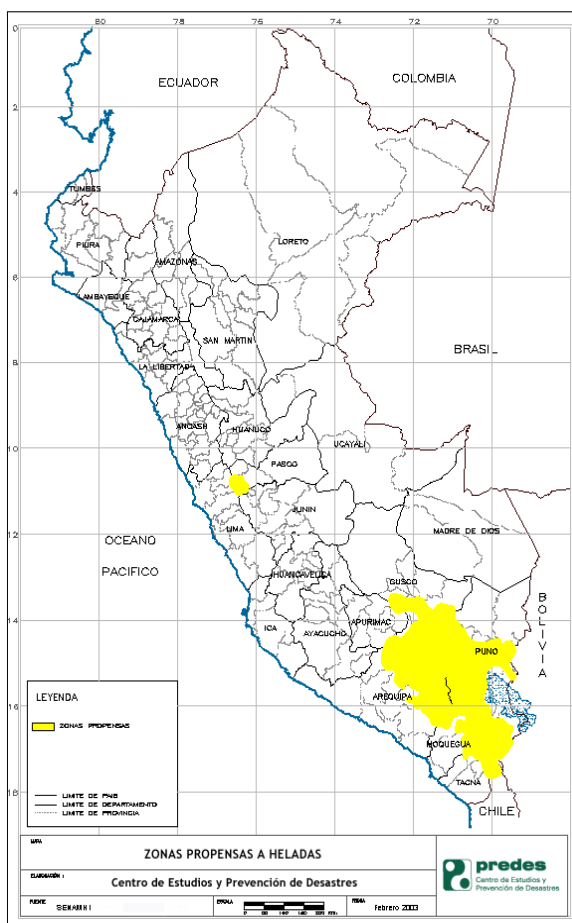 80 78 76 74 72 70
0
2
4
6
8
10
12
14
16
18
ECUADOR
COLOMBIA
TUMBES
PIURA
LORETO
AMAZONAS
LAMBAYEQUE
CAJAMARCA
SAN MARTIN
BRASIL
LA LIBERTAD
ANCASH
HUANUCO
UCAYALI
PASCO
JUNIN
LIMA
MADRE DE DIOS
OCEANO
PACIFICO
HUANCAVELICA
CUSCO
BOLIVIA
ICA
AYACUCHO
APURIMAC
PUNO
AREQUIPA
MOQUEGUA
TACNA
CHILE
LEYENDA
ZONAS PROPENSAS
LIMITE DE PAIS
LIMITE DE DEPARTAMENTO
LIMITE DE PROVINCIA
MAPA
ZONAS PROPENSAS A HELADAS
ELABORACIÓN :
Centro de Estudios y Prevención de Desastres
FUENTE
SENAMHI
ESCALA
FECHA
Febrero 2003
predes
Centro de Estudios y
Prevención de Desastres